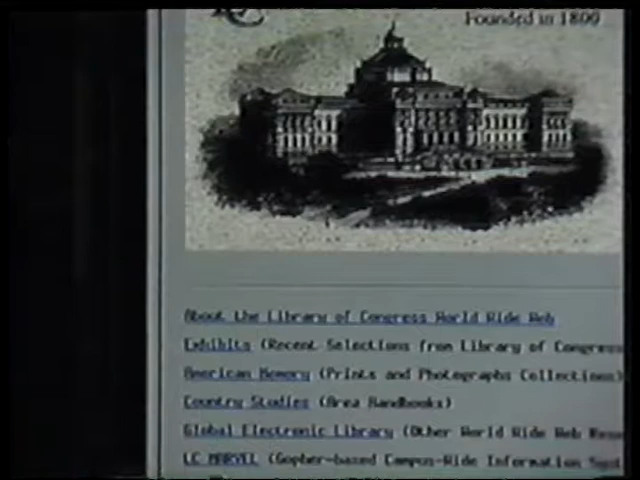 Founded in 1800
About the Library of Congress World Wide Web
Exhibits (Recent Selections from Library of Congress
American Memory (Prints and Photographs Collections)
Country Studies (Area Handbooks)
Global Electronic Library (Other World Wide Web
LC MARVEL (Gopher-based Campus-Wide Information